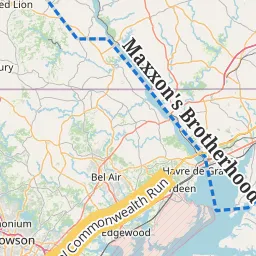 ed Lion
Maxxon's Brotherhood
ury
Bel Air
Havre de Gra
deen
l Commonwealth Run
Edgewood
onium
owson